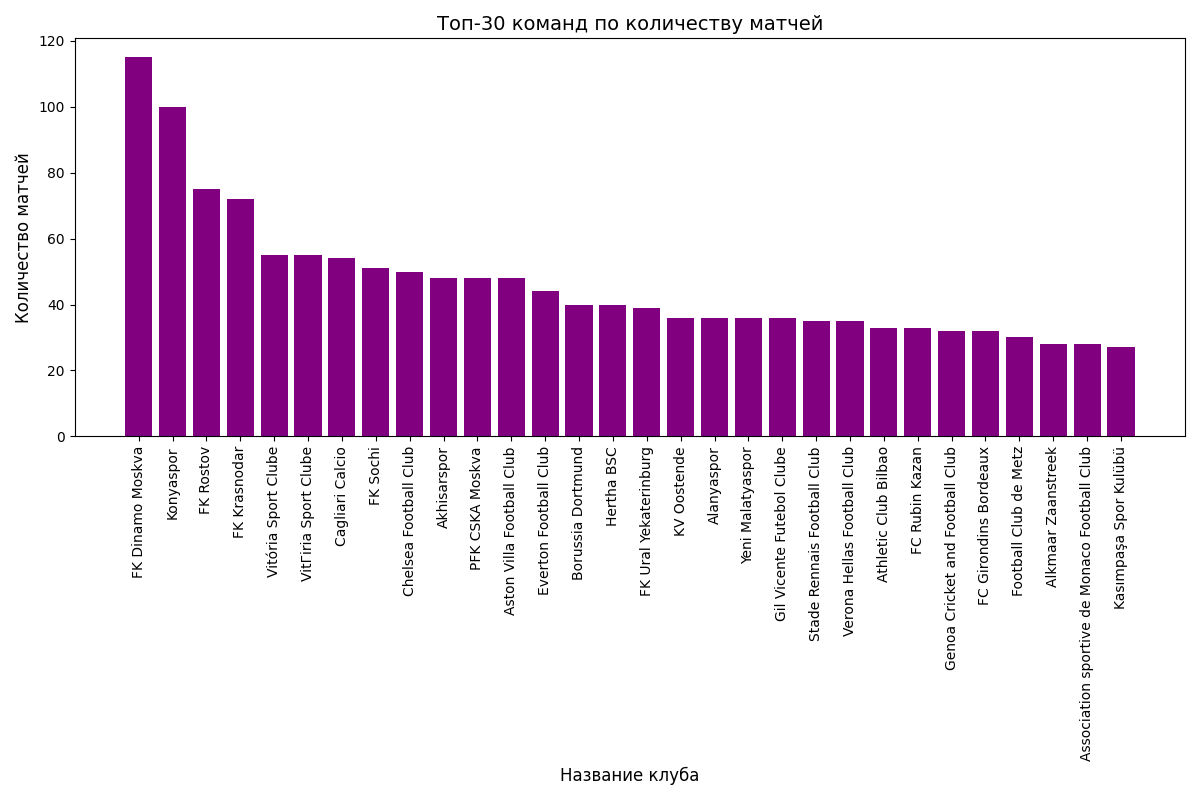 Топ-30 команд по количеству матчей
Количество матчей
120
100
80
60
40
20
0
FK Dinamo Moskva
Konyaspor
FK Rostov
FK Krasnodar
Vitória Sport Clube
VitГіria Sport Clube
Cagliari Calcio
FK Sochi
Chelsea Football Club
Akhisarspor
PFK CSKA Moskva
Aston Villa Football Club
Everton Football Club
Borussia Dortmund
Hertha BSC
FK Ural Yekaterinburg
KV Oostende
Alanyaspor
Yeni Malatyaspor
Gil Vicente Futebol Clube
Stade Rennais Football Club
Verona Hellas Football Club
Athletic Club Bilbao
FC Rubin Kazan
Genoa Cricket and Football Club
FC Girondins Bordeaux
Football Club de Metz
Alkmaar Zaanstreek
Association sportive de Monaco Football Club
Kasımpaşa Spor Kulübü
Название клуба